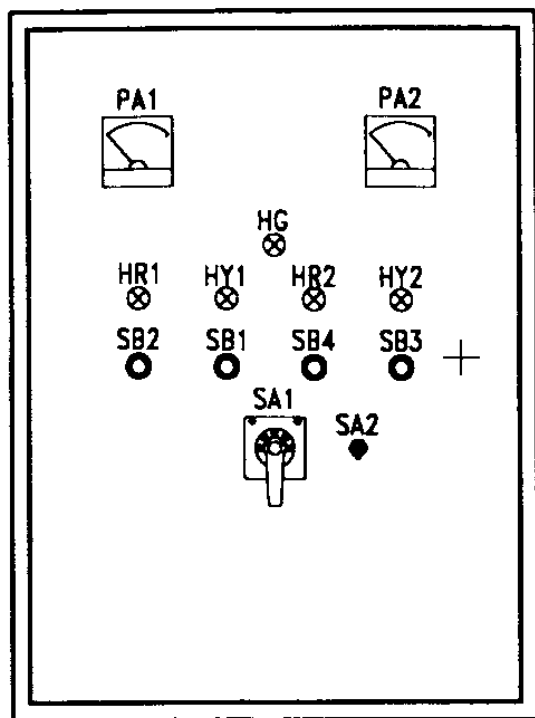 PA1 PA2
HG
HR1 HY1 HR2 HY2
SB2 SB1 SB4 SB3
SA1
SA2